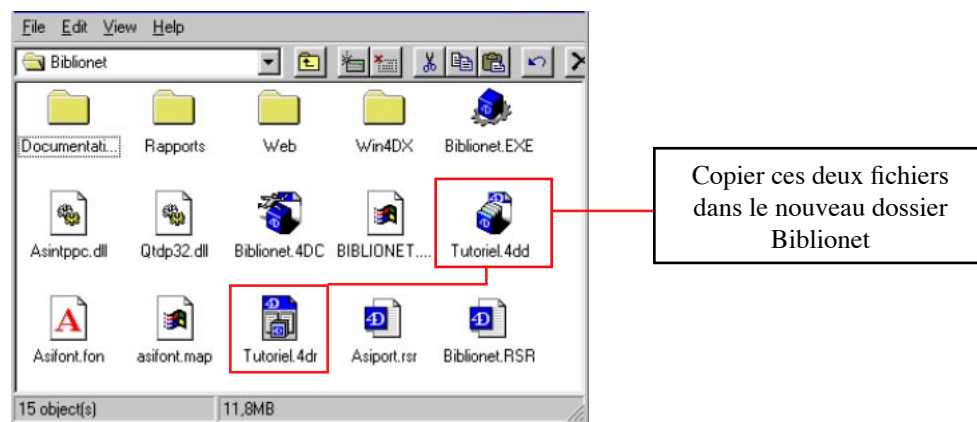 File Edit View Help
Biblionet
Documentati...
Rapports
Web
Win4DX
Biblionet.EXE
Asintppc.dll
Qtdp32.dll
Biblionet.4DC
BIBLIONET....
Tutoriel.4dd
Asifont.fon
asifont.map
Tutoriel.4dr
Asiport.rsr
Biblionet.RSR
15 object(s)
11,8MB
Copier ces deux fichiers
dans le nouveau dossier
Biblionet